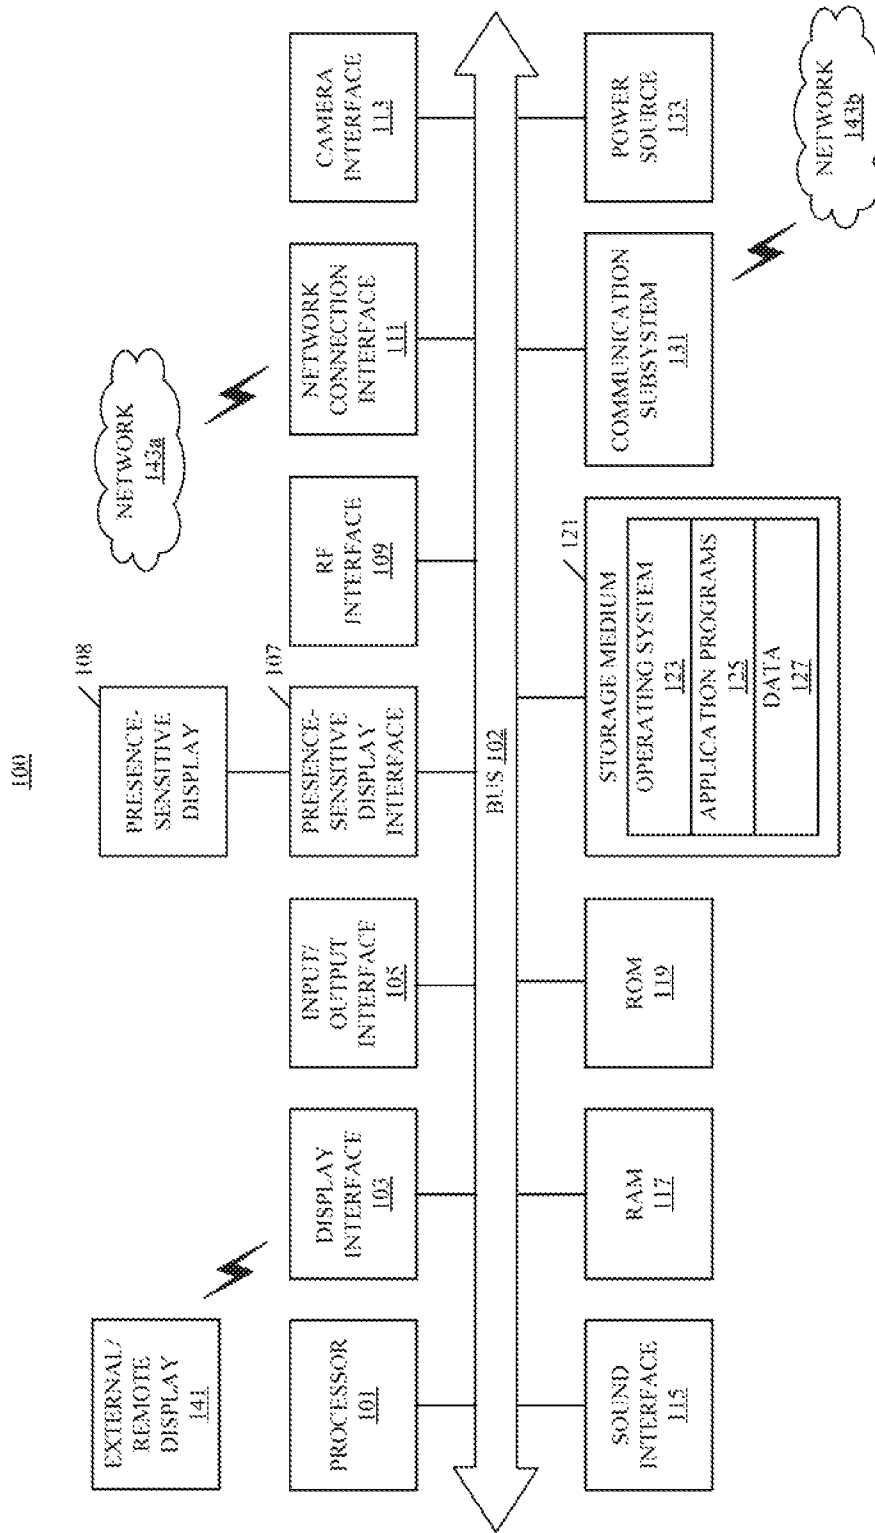 100
EXTERNAL/
REMOTE
DISPLAY
141
PRESENCE-
SENSITIVE
DISPLAY
108
NETWORK
143a
PROCESSOR
101
DISPLAY
INTERFACE
103
INPUT/
OUTPUT
INTERFACE
105
PRESENCE-
SENSITIVE
DISPLAY
INTERFACE
107
RF
INTERFACE
109
NETWORK
CONNECTION
INTERFACE
111
CAMERA
INTERFACE
113
BUS 102
SOUND
INTERFACE
115
RAM
117
ROM
119
STORAGE MEDIUM
121
OPERATING SYSTEM
123
APPLICATION PROGRAMS
125
DATA
127
COMMUNICATION
SUBSYSTEM
131
POWER
SOURCE
133
NETWORK
143b